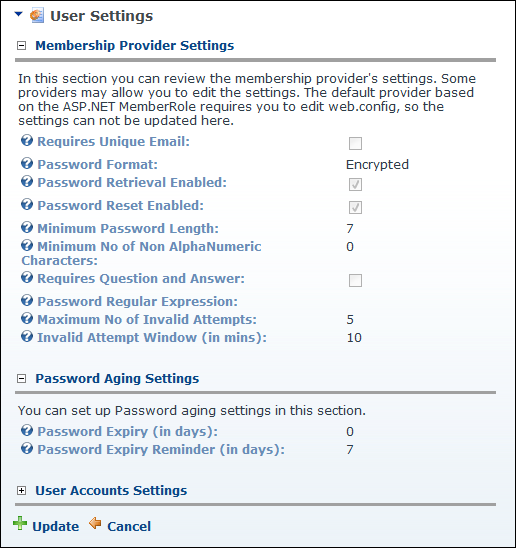 User Settings
Membership Provider Settings
In this section you can review the membership provider's settings. Some
providers may allow you to edit the settings. The default provider based
on the ASP.NET MemberRole requires you to edit web.config, so the
settings can not be updated here.
Requires Unique Email:
Password Format: Encrypted
Password Retrieval Enabled:
Password Reset Enabled:
Minimum Password Length: 7
Minimum No of Non AlphaNumeric 0
Characters:
Requires Question and Answer:
Password Regular Expression:
Maximum No of Invalid Attempts: 5
Invalid Attempt Window (in mins): 10
Password Aging Settings
You can set up Password aging settings in this section.
Password Expiry (in days): 0
Password Expiry Reminder (in days): 7
User Accounts Settings
Update Cancel